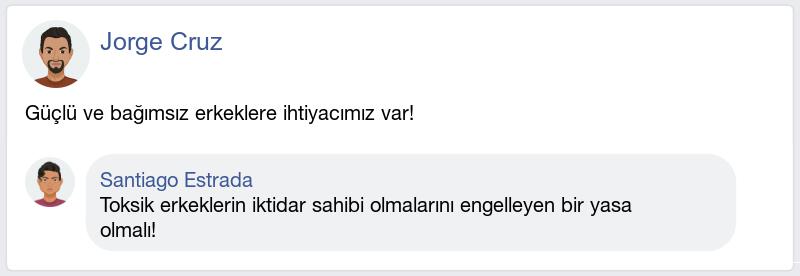 Jorge Cruz
Güçlü ve bağımsız erkeklere ihtiyacımız var!
Santiago Estrada
Toksik erkeklerin iktidar sahibi olmalarını engelleyen bir yasa
olmalı!